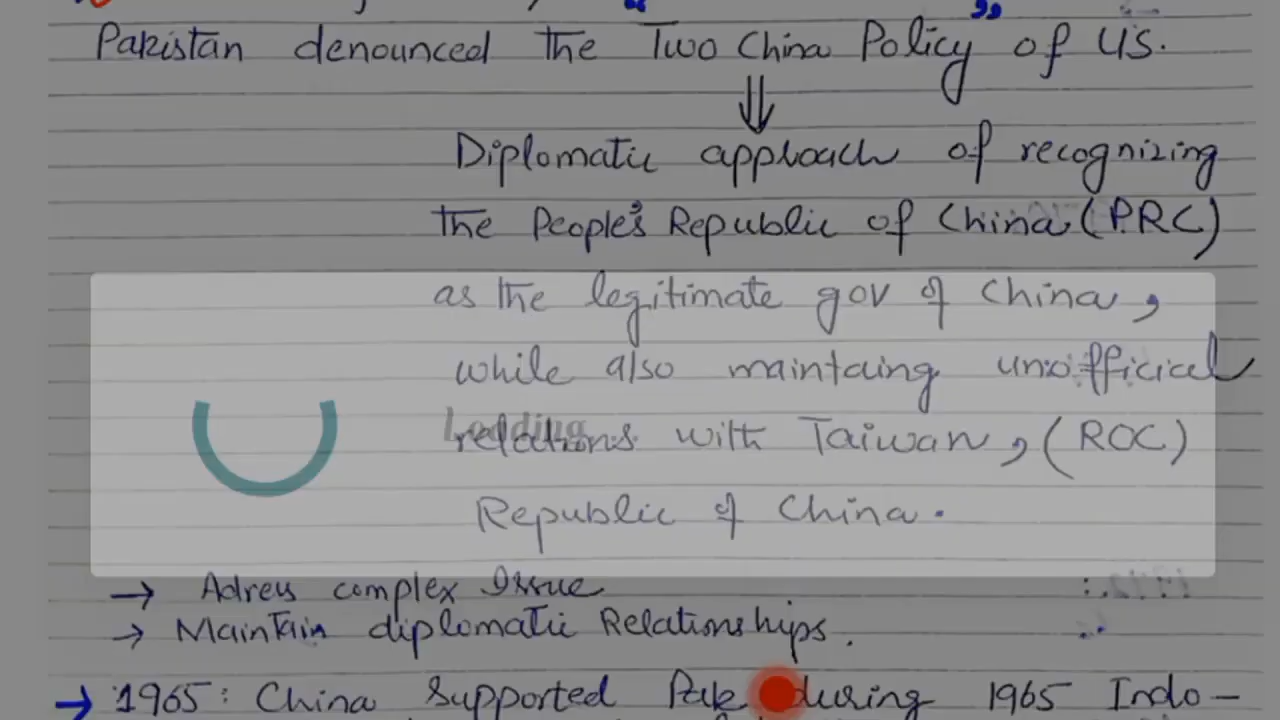 Pakistan denounced the Two China Policy" of US.
Diplomatic approach of recognizing
the People's Republic of China (PRC)
as the legitimate gov of China,
while also maintaing unofficial
relations with Taiwan, (ROC)
Loading...
Republic of China.
→ Adress complex Issue
→ Maintain diplomatic Relationships.
→ 1965: China Supported Pak during 1965 Indo-